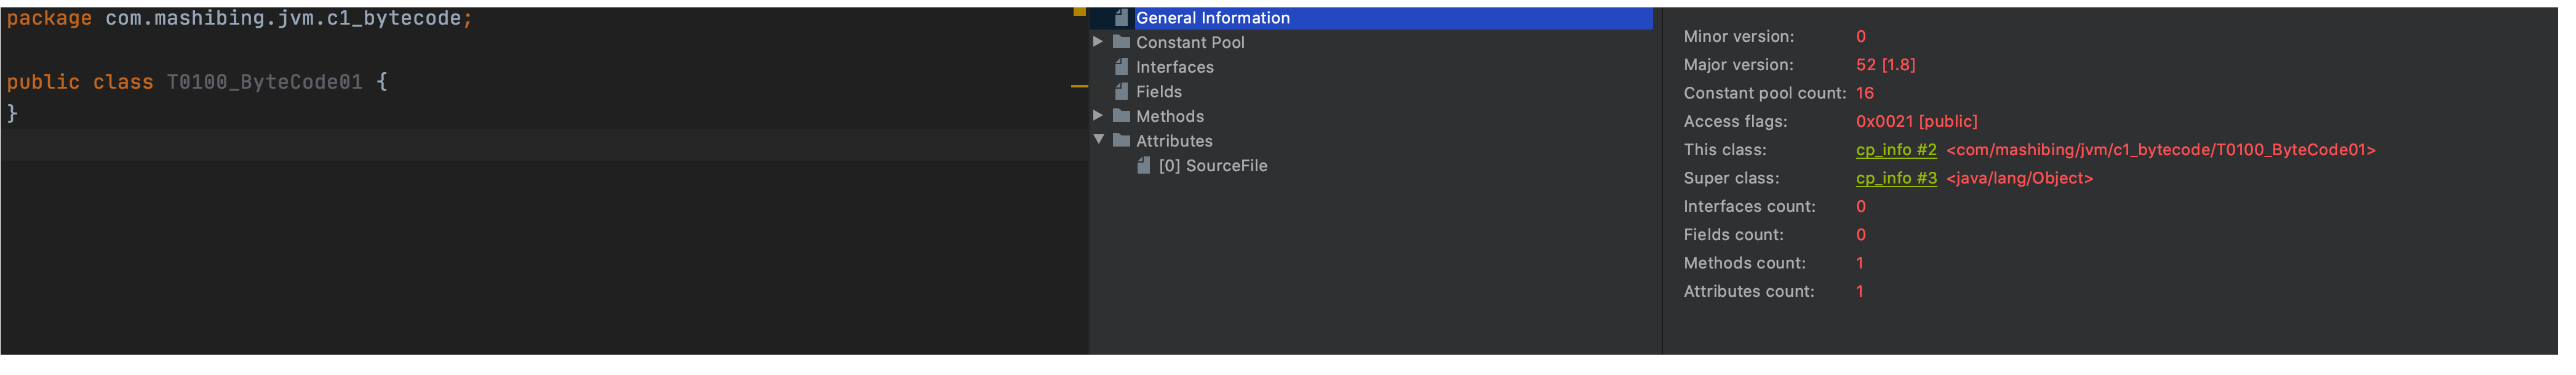 package com.mashibing.jvm.c1_bytecode;
public class T0100_ByteCode01 {
}
General Information
Constant Pool
Interfaces
Fields
Methods
Attributes
[0] SourceFile
Minor version: 0
Major version: 52 [1.8]
Constant pool count: 16
Access flags: 0x0021 [public]
This class: cp_info #2 <com/mashibing/jvm/c1_bytecode/T0100_ByteCode01>
Super class: cp_info #3 <java/lang/Object>
Interfaces count: 0
Fields count: 0
Methods count: 1
Attributes count: 1